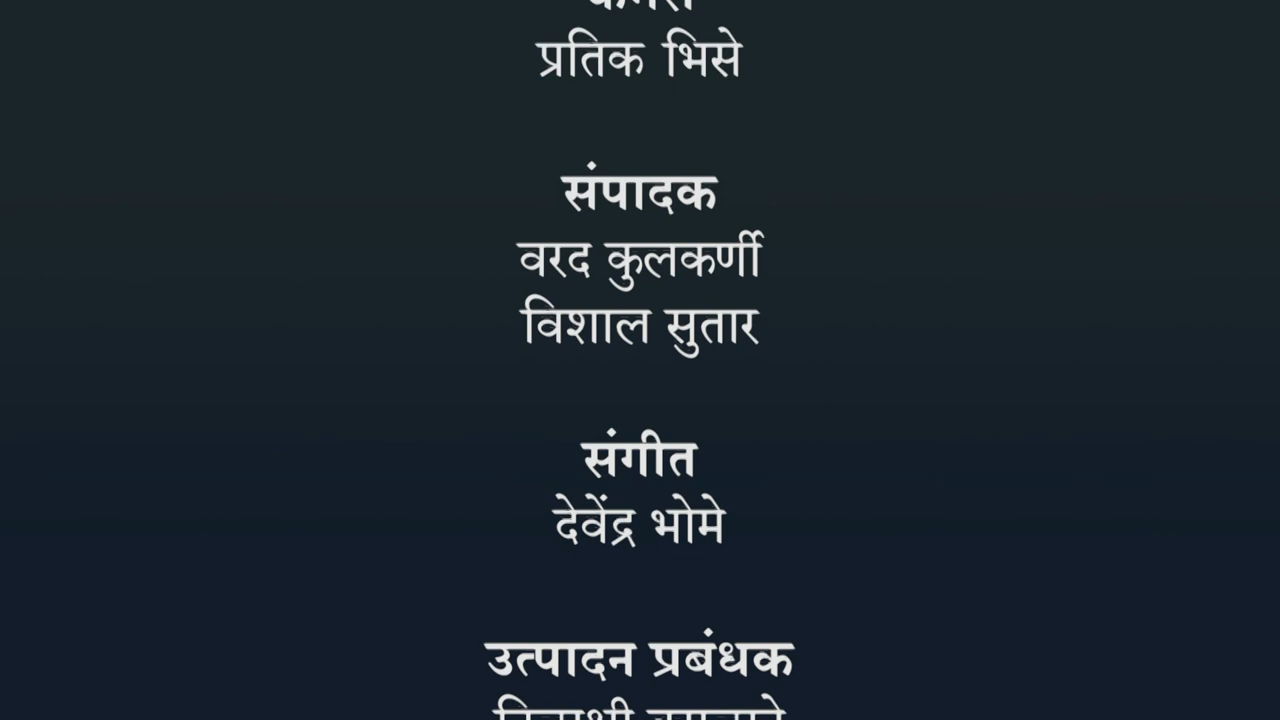 प्रतिक भिसे
संपादक
वरद कुलकर्णी
विशाल सुतार
संगीत
देवेंद्र भोमे
उत्पादन प्रबंधक